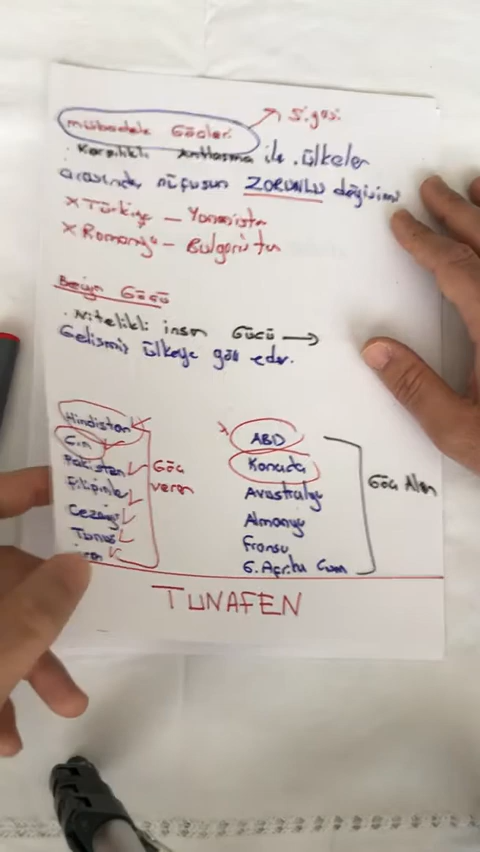 Mübadele Göçleri → Siyasi
. Karşılıklı Antlaşma ile ülkeler
arasında nüfusun ZORUNLU değişimi
x Türkiye – Yunanistan
x Romanya – Bulgaristan
Beyin Göçü
. Nitelikli insan Gücü →
Gelişmiş ülkeye göç eder.
Hindistan
Çin
Pakistan
Filipinler
Cezayir
Tunus
İran
Göç
veren
ABD
Kanada
Avustralya
Almanya
Fransa
G. Afrika Cum
Göç Alan
TUNAFEN